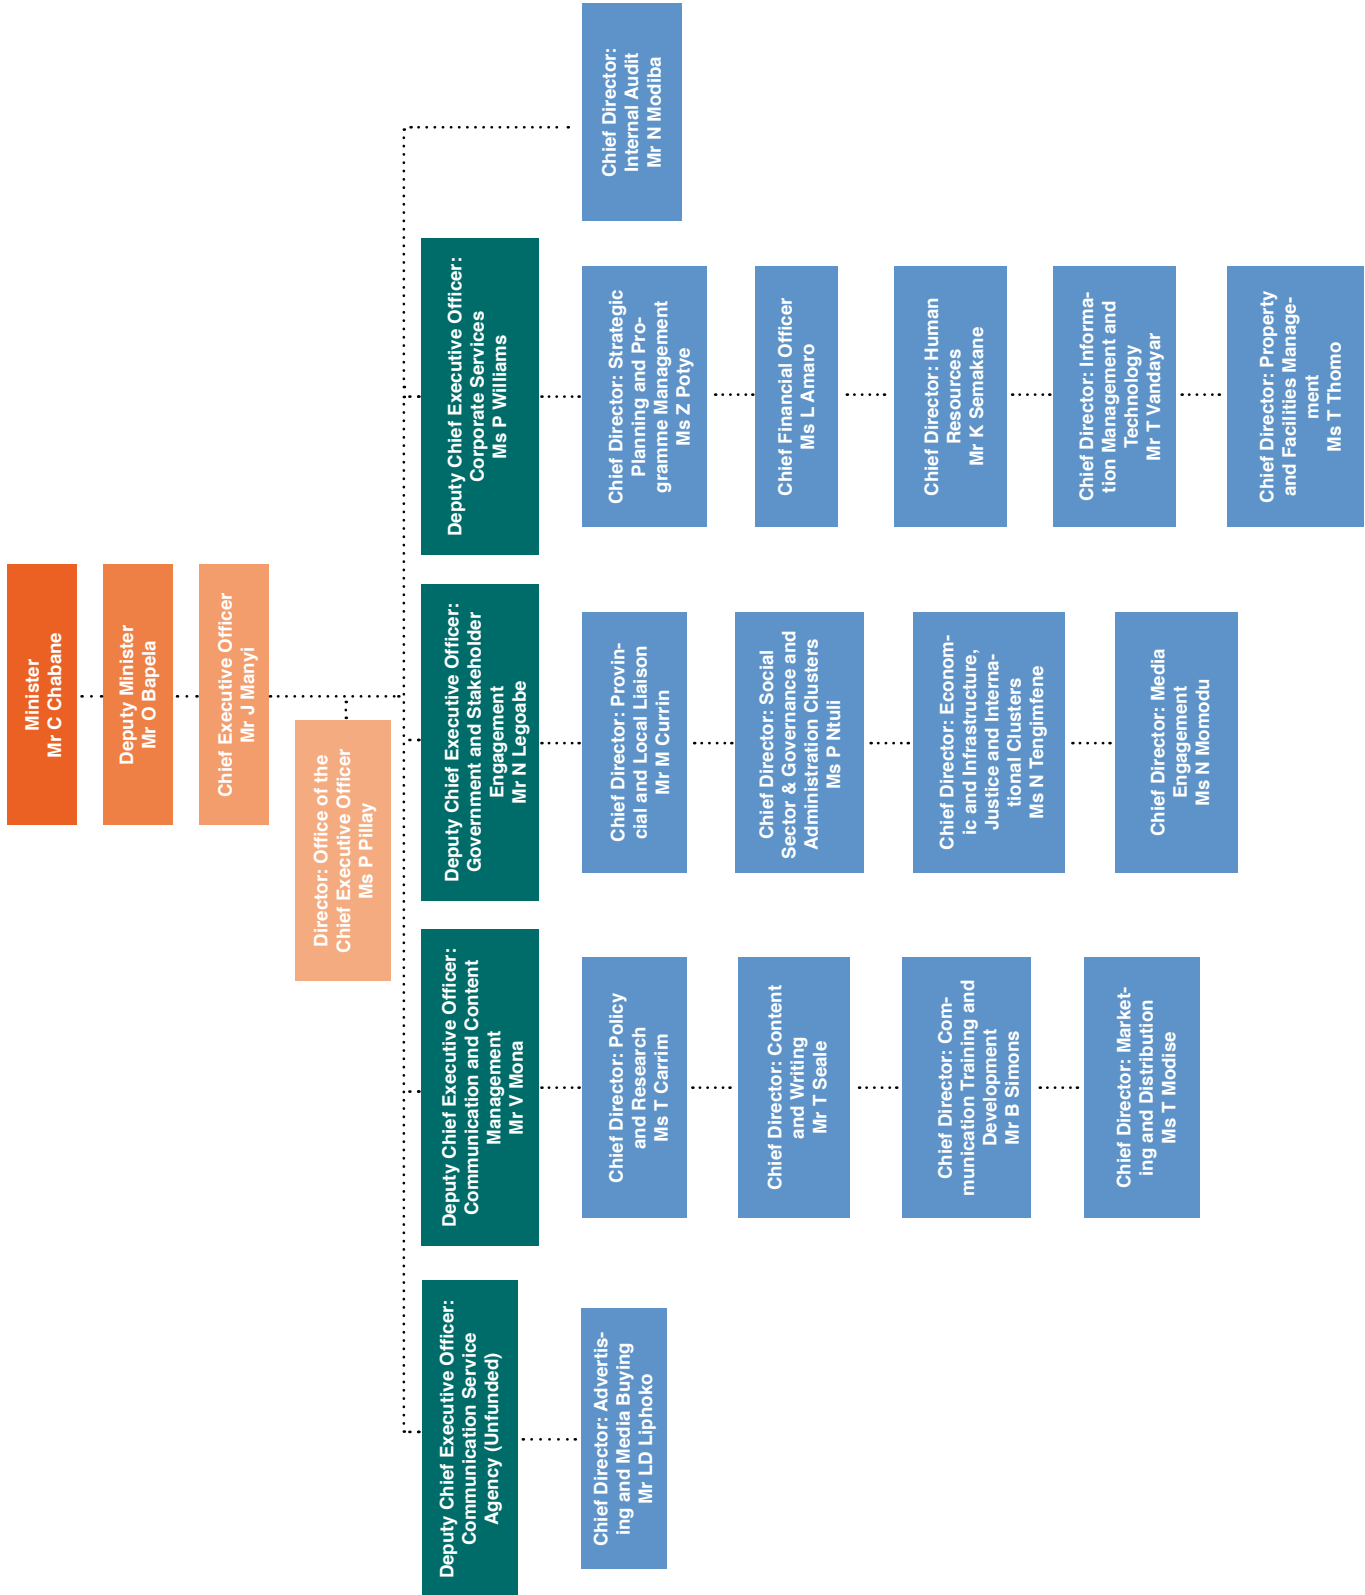 Minister
Mr C Chabane
Deputy Minister
Mr O Bapela
Chief Executive Officer
Mr J Manyi
Director: Office of the
Chief Executive Officer
Ms P Pillay
Deputy Chief Executive Officer:
Communication Service
Agency (Unfunded)
Chief Director: Advertis-
ing and Media Buying
Mr LD Liphoko
Deputy Chief Executive Officer:
Communication and Content
Management
Mr V Mona
Chief Director: Policy
and Research
Ms T Carrim
Chief Director: Content
and Writing
Mr T Seale
Chief Director: Com-
munication Training and
Development
Mr B Simons
Chief Director: Market-
ing and Distribution
Ms T Modise
Deputy Chief Executive Officer:
Government and Stakeholder
Engagement
Mr N Legoabe
Chief Director: Provin-
cial and Local Liaison
Mr M Currin
Chief Director: Social
Sector & Governance and
Administration Clusters
Ms P Ntuli
Chief Director: Econom-
ic and Infrastructure,
Justice and Interna-
tional Clusters
Ms N Tengimfene
Chief Director: Media
Engagement
Ms N Momodu
Deputy Chief Executive Officer:
Corporate Services
Ms P Williams
Chief Director: Strategic
Planning and Pro-
gramme Management
Ms Z Potye
Chief Financial Officer
Ms L Amaro
Chief Director: Human
Resources
Mr K Semakane
Chief Director: Informa-
tion Management and
Technology
Mr T Vandayar
Chief Director: Property
and Facilities Manage-
ment
Ms T Thomo
Chief Director:
Internal Audit
Mr N Modiba